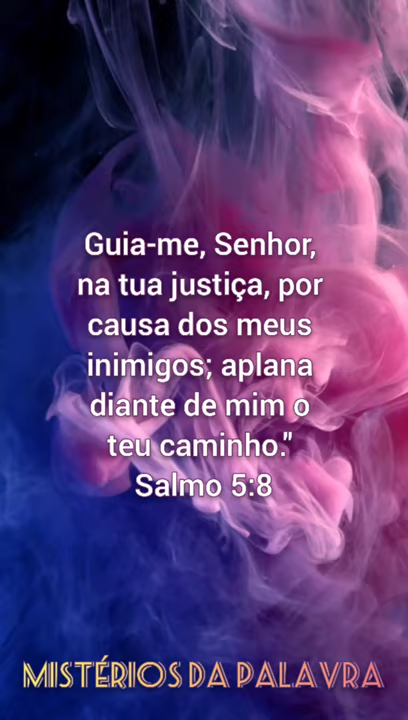 Guia-me, Senhor,
na tua justiça, por
causa dos meus
inimigos; aplana
diante de mim o
teu caminho."
Salmo 5:8
MISTÉRIOS DA PALAVRA